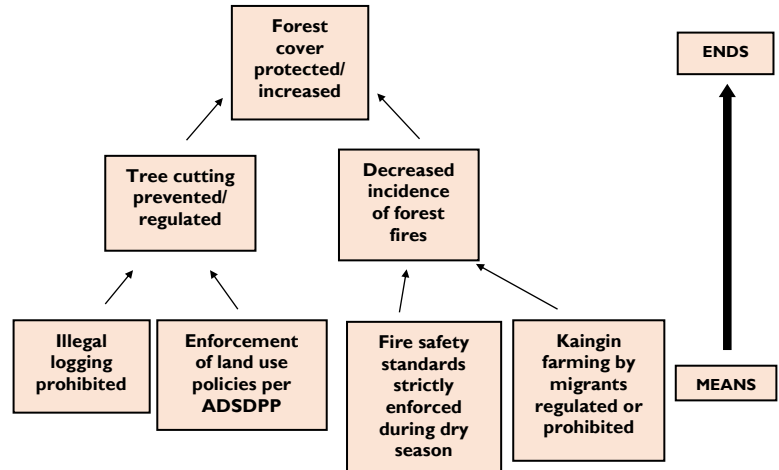 Forest
cover
protected/
increased
ENDS
Tree cutting
prevented/
regulated
Decreased
incidence
of forest
fires
Illegal
logging
prohibited
Enforcement
of land use
policies per
ADSDPP
Fire safety
standards
strictly
enforced
during dry
season
Kaingin
farming by
migrants
regulated or
prohibited
MEANS